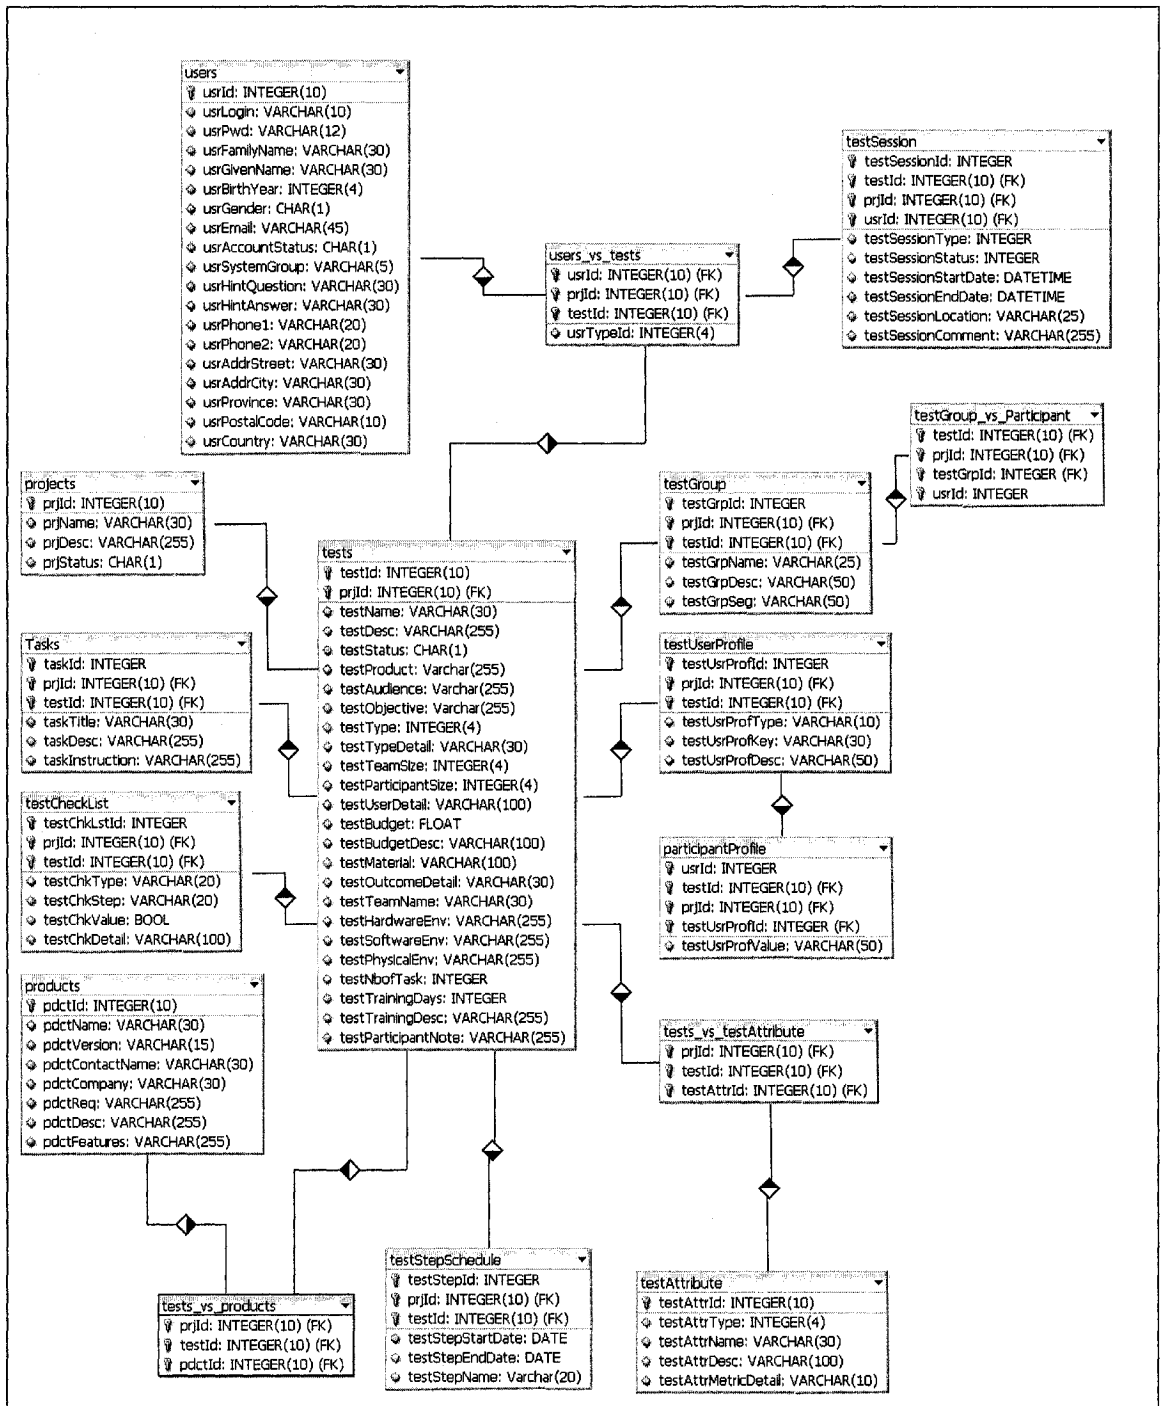 users
usrId: INTEGER(10)
usrLogin: VARCHAR(10)
usrPwd: VARCHAR(12)
usrFamilyName: VARCHAR(30)
usrGivenName: VARCHAR(30)
usrBirthYear: INTEGER(4)
usrGender: CHAR(1)
usrEmail: VARCHAR(45)
usrAccountStatus: CHAR(1)
usrSystemGroup: VARCHAR(5)
usrHintQuestion: VARCHAR(30)
usrHintAnswer: VARCHAR(30)
usrPhone1: VARCHAR(20)
usrPhone2: VARCHAR(20)
usrAddrStreet: VARCHAR(30)
usrAddrCity: VARCHAR(30)
usrProvince: VARCHAR(30)
usrPostalCode: VARCHAR(10)
usrCountry: VARCHAR(30)
testSession
testSessionId: INTEGER
testId: INTEGER(10) (FK)
prjId: INTEGER(10) (FK)
usrId: INTEGER(10) (FK)
testSessionType: INTEGER
testSessionStatus: INTEGER
testSessionStartDate: DATETIME
testSessionEndDate: DATETIME
testSessionLocation: VARCHAR(25)
testSessionComment: VARCHAR(255)
users_vs_tests
usrId: INTEGER(10) (FK)
prjId: INTEGER(10) (FK)
testId: INTEGER(10) (FK)
usrTypeId: INTEGER(4)
testGroup_vs_Participant
testId: INTEGER(10) (FK)
prjId: INTEGER(10) (FK)
testGrpId: INTEGER (FK)
usrId: INTEGER
projects
prjId: INTEGER(10)
prjName: VARCHAR(30)
prjDesc: VARCHAR(255)
prjStatus: CHAR(1)
testGroup
testGrpId: INTEGER
prjId: INTEGER(10) (FK)
testId: INTEGER(10) (FK)
testGrpName: VARCHAR(25)
testGrpDesc: VARCHAR(50)
testGrpSeg: VARCHAR(50)
tests
testId: INTEGER(10)
prjId: INTEGER(10) (FK)
testName: VARCHAR(30)
testDesc: VARCHAR(255)
testStatus: CHAR(1)
testProduct: Varchar(255)
testAudience: Varchar(255)
testObjective: Varchar(255)
testType: INTEGER(4)
testTypeDetail: VARCHAR(30)
testTeamSize: INTEGER(4)
testParticipantSize: INTEGER(4)
testUserDetail: VARCHAR(100)
testBudget: FLOAT
testBudgetDesc: VARCHAR(100)
testMaterial: VARCHAR(100)
testOutcomeDetail: VARCHAR(30)
testTeamName: VARCHAR(30)
testHardwareEnv: VARCHAR(255)
testSoftwareEnv: VARCHAR(255)
testPhysicalEnv: VARCHAR(255)
testNbofTask: INTEGER
testTrainingDays: INTEGER
testTrainingDesc: VARCHAR(255)
testParticipantNote: VARCHAR(255)
Tasks
taskId: INTEGER
prjId: INTEGER(10) (FK)
testId: INTEGER(10) (FK)
taskTitle: VARCHAR(30)
taskDesc: VARCHAR(255)
taskInstruction: VARCHAR(255)
testUserProfile
testUsrProfId: INTEGER
prjId: INTEGER(10) (FK)
testId: INTEGER(10) (FK)
testUsrProfType: VARCHAR(10)
testUsrProfKey: VARCHAR(30)
testUsrProfDesc: VARCHAR(50)
testCheckList
testChkLstId: INTEGER
prjId: INTEGER(10) (FK)
testId: INTEGER(10) (FK)
testChkType: VARCHAR(20)
testChkStep: VARCHAR(20)
testChkValue: BOOL
testChkDetail: VARCHAR(100)
participantProfile
usrId: INTEGER
testId: INTEGER(10) (FK)
prjId: INTEGER(10) (FK)
testUsrProfId: INTEGER (FK)
testUsrProfValue: VARCHAR(50)
products
pdctId: INTEGER(10)
pdctName: VARCHAR(30)
pdctVersion: VARCHAR(15)
pdctContactName: VARCHAR(30)
pdctCompany: VARCHAR(30)
pdctReq: VARCHAR(255)
pdctDesc: VARCHAR(255)
pdctFeatures: VARCHAR(255)
tests_vs_testAttribute
prjId: INTEGER(10) (FK)
testId: INTEGER(10) (FK)
testAttrId: INTEGER(10) (FK)
tests_vs_products
prjId: INTEGER(10) (FK)
testId: INTEGER(10) (FK)
pdctId: INTEGER(10) (FK)
testStepSchedule
testStepId: INTEGER
prjId: INTEGER(10) (FK)
testId: INTEGER(10) (FK)
testStepStartDate: DATE
testStepEndDate: DATE
testStepName: Varchar(20)
testAttribute
testAttrId: INTEGER(10)
testAttrType: INTEGER(4)
testAttrName: VARCHAR(30)
testAttrDesc: VARCHAR(100)
testAttrMetricDetail: VARCHAR(10)